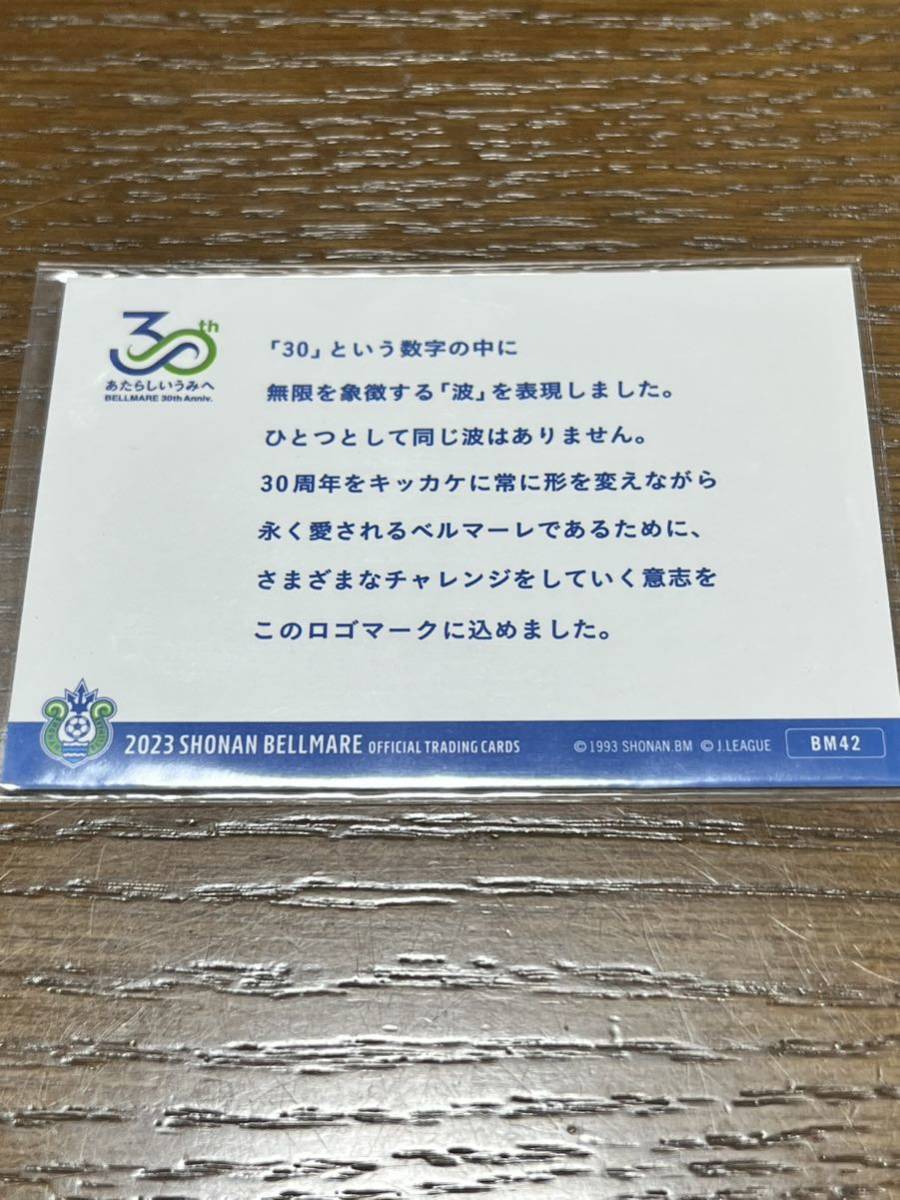 30th
あたらしいうみへ
BELLMARE 30th Anniv.
「30」という数字の中に
無限を象徴する「波」を表現しました。
ひとつとして同じ波はありません。
30周年をキッカケに常に形を変えながら
永く愛されるベルマーレであるために、
さまざまなチャレンジをしていく意志を
このロゴマークに込めました。
2023 SHONAN BELLMARE OFFICIAL TRADING CARDS © 1993 SHONAN BM © J.LEAGUE BM42